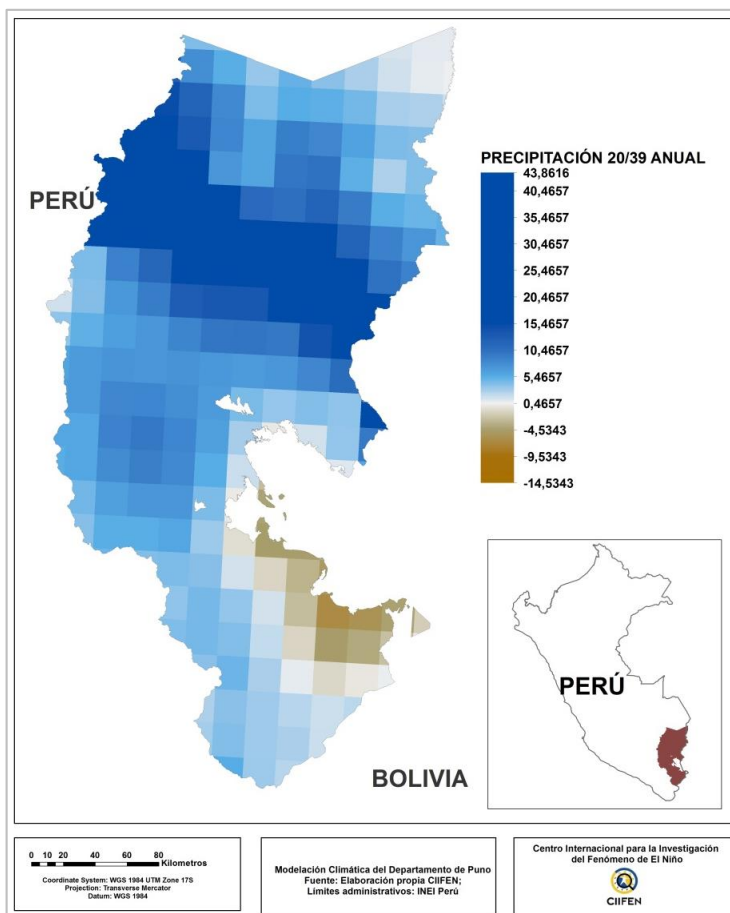 PERÚ
PRECIPITACIÓN 20/39 ANUAL
43,8616
40,4657
35,4657
30,4657
25,4657
20,4657
15,4657
10,4657
5,4657
0,4657
-4,5343
-9,5343
-14,5343
PERÚ
BOLIVIA
0 10 20 40 60 80
Kilometros
Coordinate System: WGS 1984 UTM Zone 17S
Projection: Transverse Mercator
Datum: WGS 1984
Modelación Climática del Departamento de Puno
Fuente: Elaboración propia CIIFEN;
Límites administrativos: INEI Perú
Centro Internacional para la Investigación
del Fenómeno de El Niño
CIIFEN